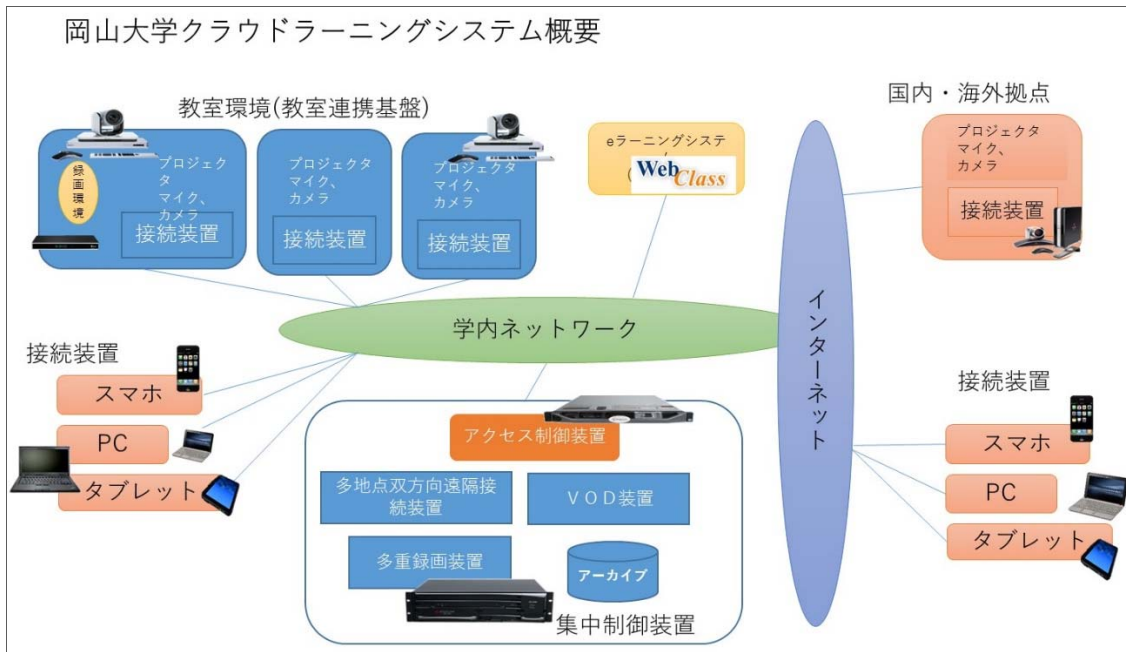 岡山大学クラウドラーニングシステム概要
教室環境(教室連携基盤)
国内・海外拠点
録画環境
プロジェクタ
マイク、
カメラ
接続装置
プロジェクタ
マイク、
カメラ
接続装置
プロジェクタ
マイク、
カメラ
接続装置
eラーニングシステ
(
WebClass
プロジェクタ
マイク、
カメラ
接続装置
学内ネットワーク
インターネット
接続装置
スマホ
PC
タブレット
アクセス制御装置
多地点双方向遠隔接
続装置
VOD装置
多重録画装置
アーカイブ
集中制御装置
接続装置
スマホ
PC
タブレット